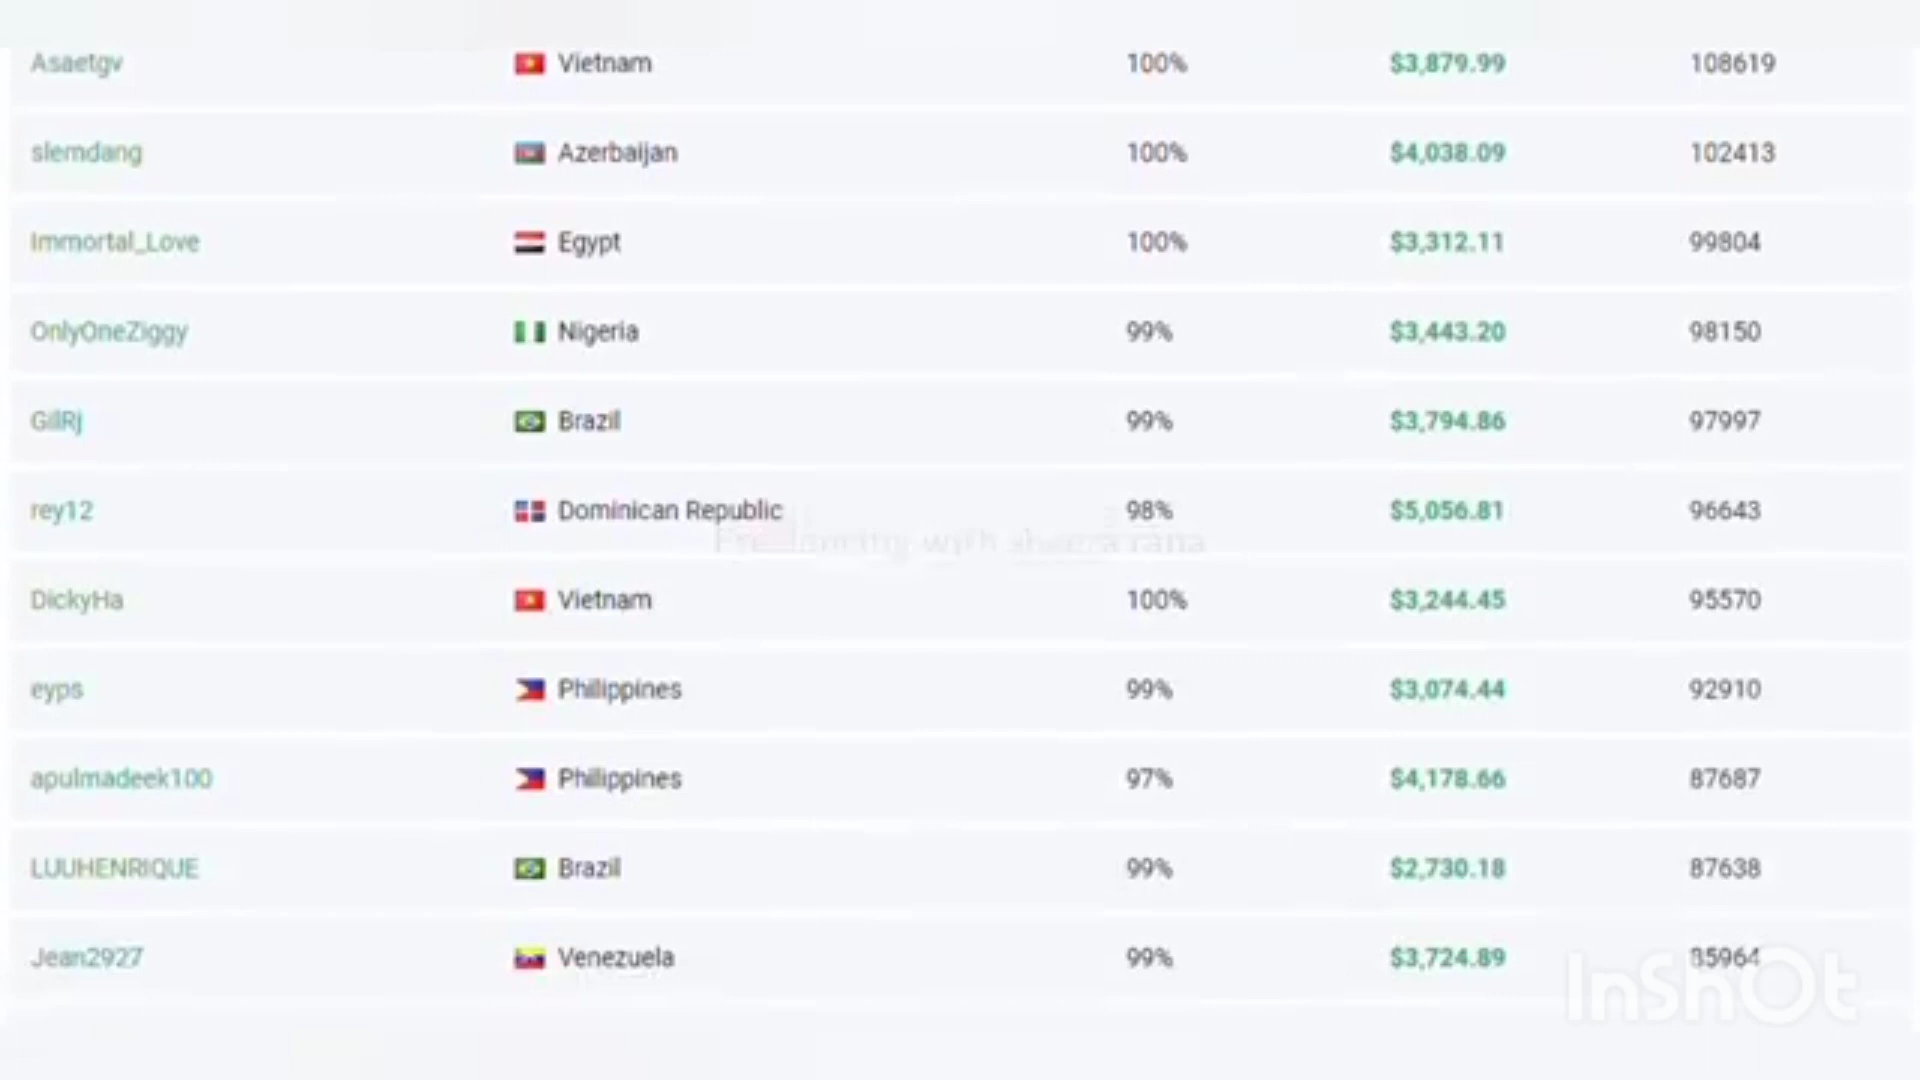 Asaetgv Vietnam 100% $3,879.99 108619
slemdang Azerbaijan 100% $4,038.09 102413
Immortal_Love Egypt 100% $3,312.11 99804
OnlyOneZiggy Nigeria 99% $3,443.20 98150
GilRj Brazil 99% $3,794.86 97997
rey12 Dominican Republic 98% $5,056.81 96643
with
DickyHa Vietnam 100% $3,244.45 95570
eyps Philippines 99% $3,074.44 92910
apulmadeek100 Philippines 97% $4,178.66 87687
LUUHENRIQUE Brazil 99% $2,730.18 87638
Jean2927 Venezuela 99% $3,724.89 85964
InShOt